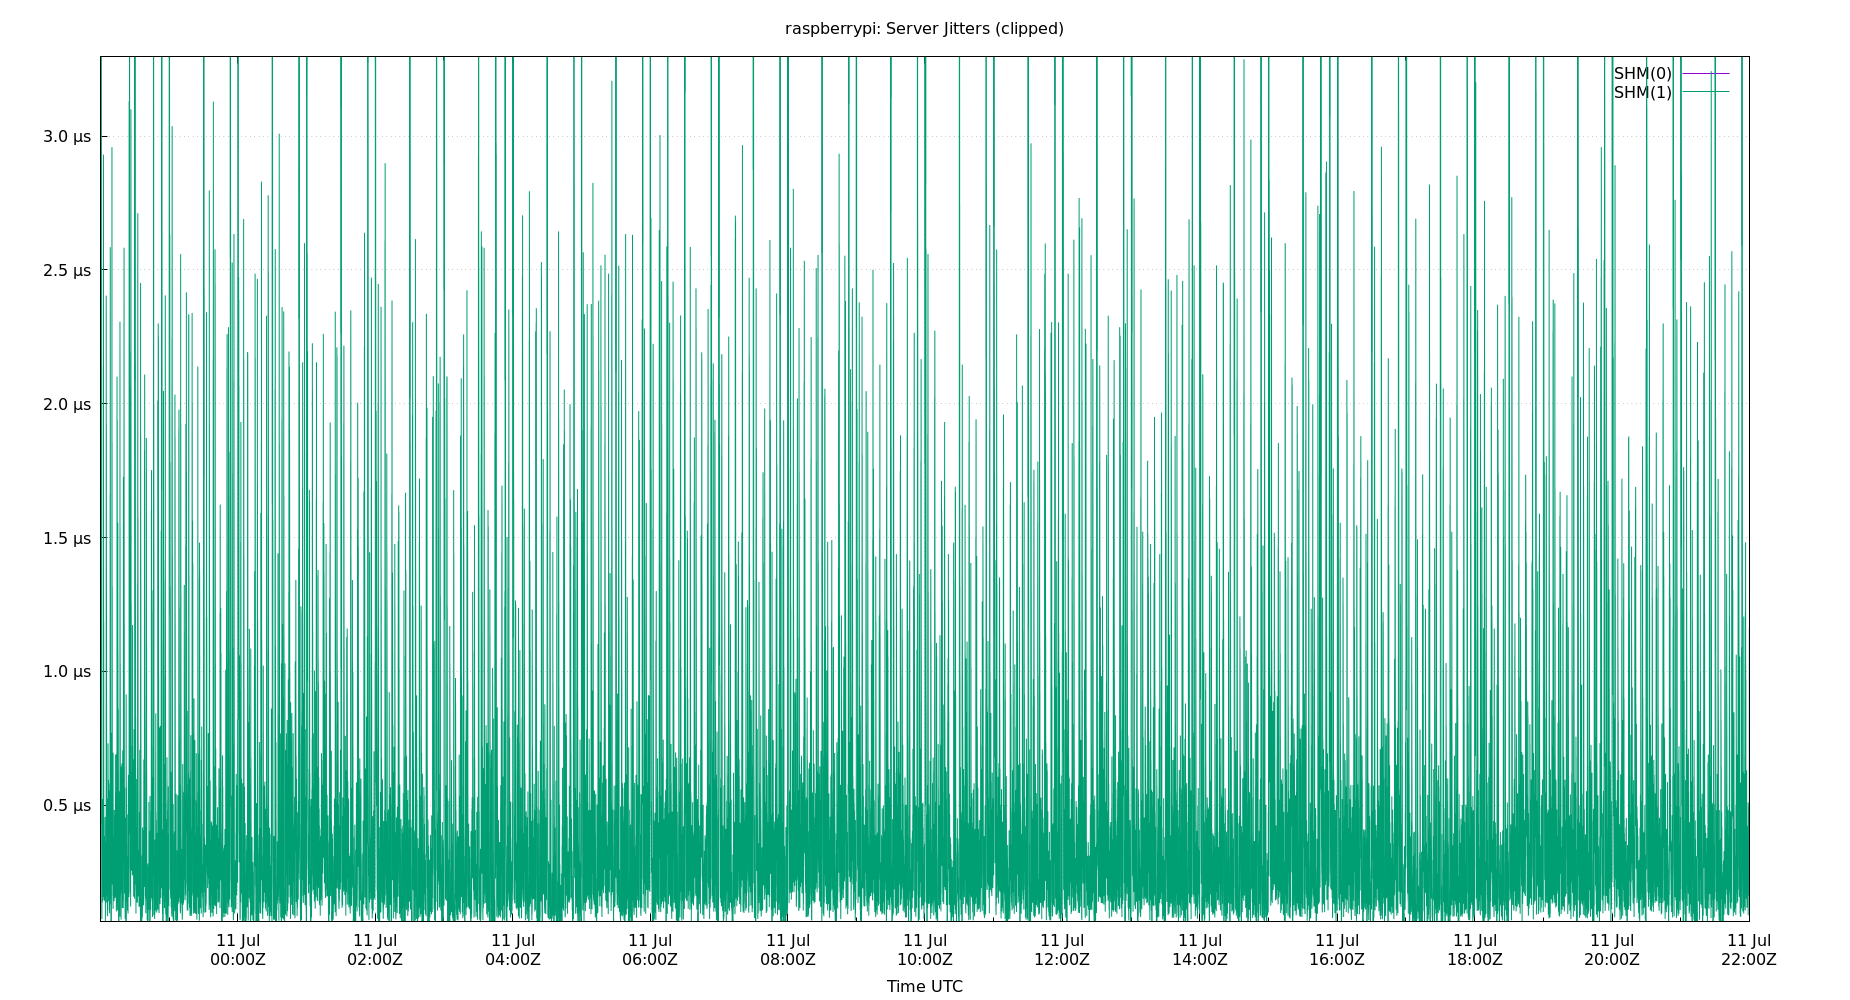 raspberrypi: Server Jitters (clipped)
SHM(0)
SHM(1)
3.0 µs
2.5 µs
2.0 µs
1.5 µs
1.0 µs
0.5 µs
11 Jul 11 Jul 11 Jul 11 Jul 11 Jul 11 Jul 11 Jul 11 Jul 11 Jul 11 Jul 11 Jul 11 Jul
00:00Z 02:00Z 04:00Z 06:00Z 08:00Z 10:00Z 12:00Z 14:00Z 16:00Z 18:00Z 20:00Z 22:00Z
Time UTC